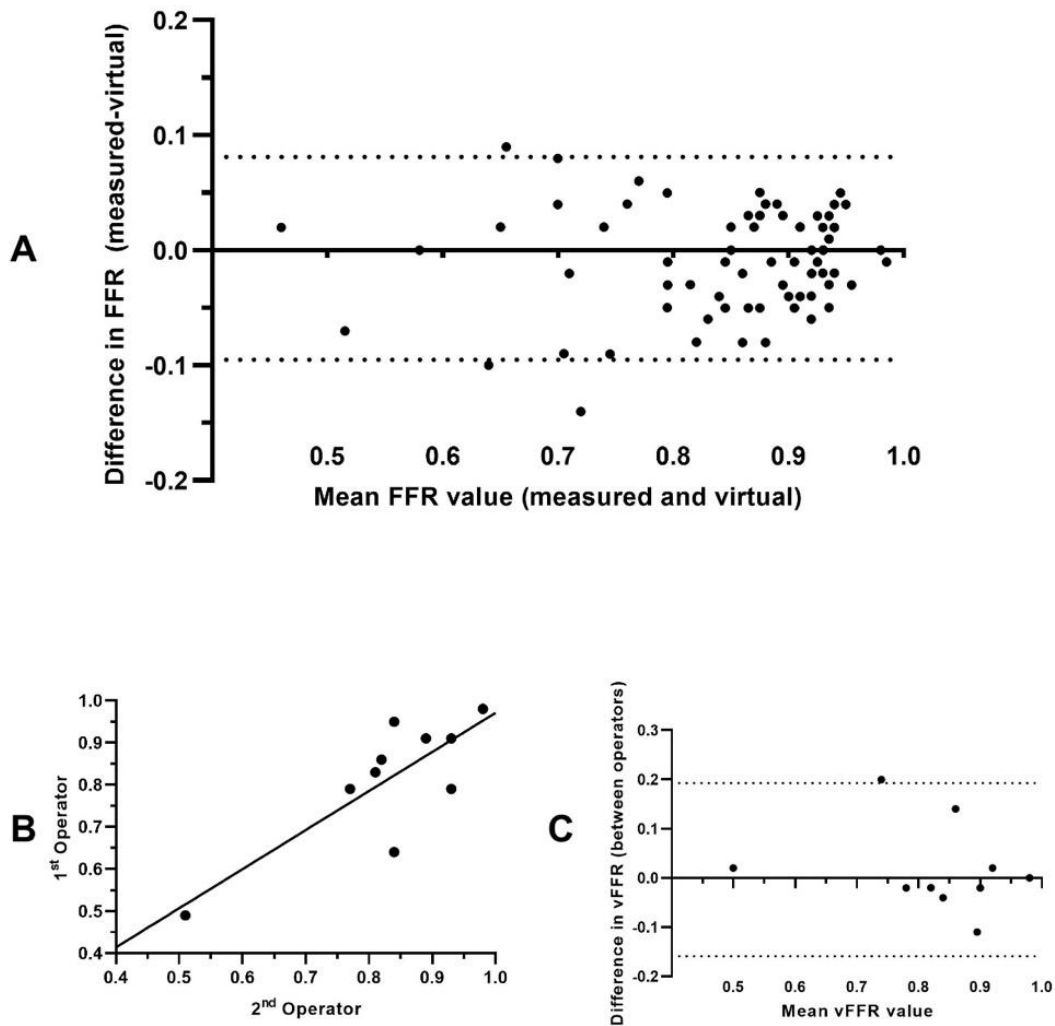 A
Difference in FFR (measured-virtual)
0.2
0.1
0.0
-0.1
-0.2
0.5 0.6 0.7 0.8 0.9 1.0
Mean FFR value (measured and virtual)
B
1st Operator
1.0
0.9
0.8
0.7
0.6
0.5
0.4
0.4 0.5 0.6 0.7 0.8 0.9 1.0
2nd Operator
C
Difference in vFFR (between operators)
0.3
0.2
0.1
0.0
-0.1
-0.2
0.5 0.6 0.7 0.8 0.9 1.0
Mean vFFR value